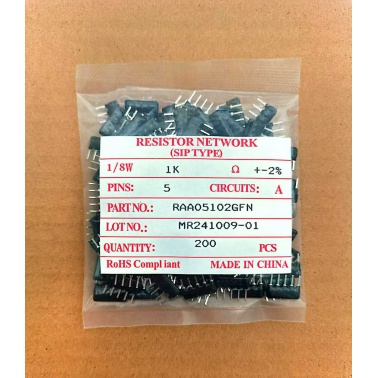 RESISTOR NETWORK
(SIP TYPE)
1/8W 1K Ω +-2%
PINS: 5 CIRCUITS: A
PART NO.: RAA05102GFN
LOT NO.: MR241009-01
QUANTITY: 200 PCS
RoHS Compliant MADE IN CHINA